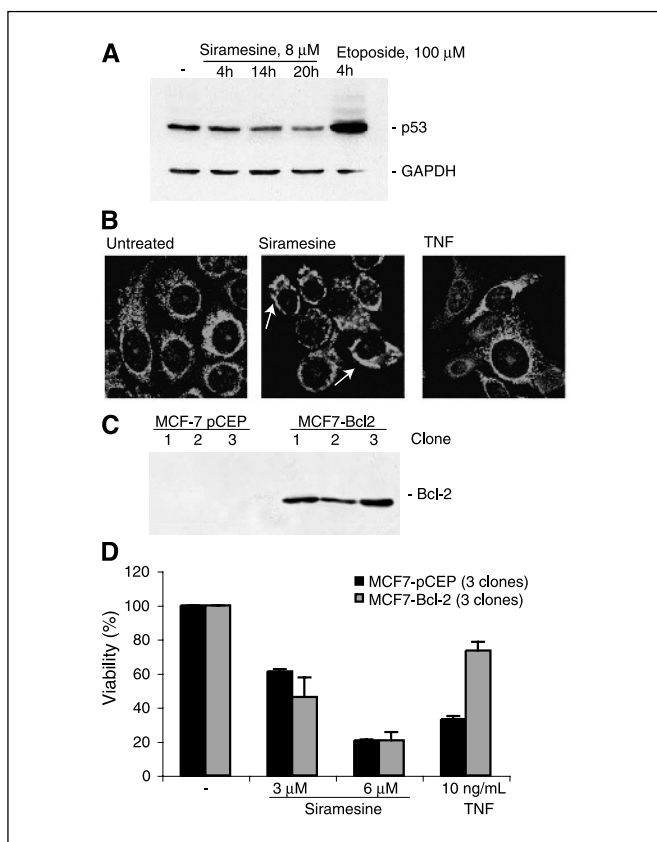 A
Siramesine, 8 μM
Etoposide, 100 μM
- 4h 14h 20h 4h
- p53
- GAPDH
B
Untreated Siramesine TNF
C
MCF-7 pCEP MCF7-Bcl2
1 2 3 1 2 3 Clone
- Bcl-2
D
MCF7-pCEP (3 clones)
MCF7-Bcl-2 (3 clones)
Viability (%)
120
100
80
60
40
20
0
- 3 μM 6 μM 10 ng/mL
Siramesine TNF